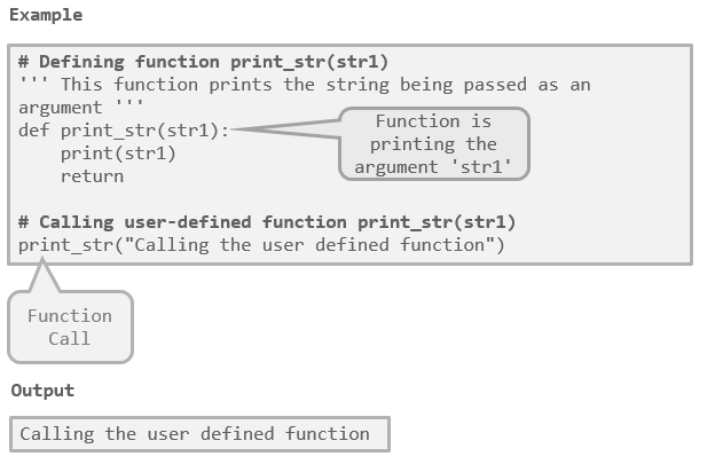 Example
# Defining function print_str(str1)
''' This function prints the string being passed as an
argument '''
def print_str(str1):
    print(str1)
    return
Function is
printing the
argument 'str1'
# Calling user-defined function print_str(str1)
print_str("Calling the user defined function")
Function
Call
Output
Calling the user defined function